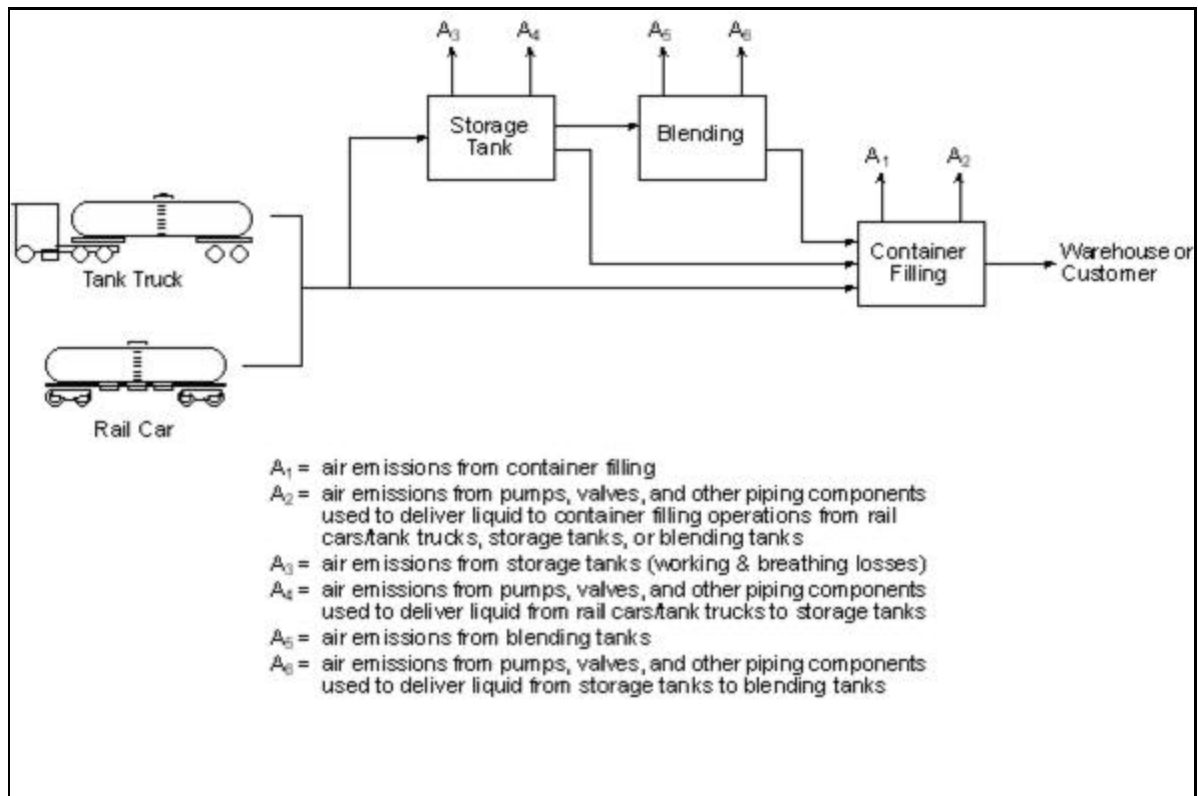 A₃ A₄ A₅ A₆
Storage
Tank
Blending
A₁ A₂
Container
Filling
Warehouse or
Customer
Tank Truck
Rail Car
A₁ = air emissions from container filling
A₂ = air emissions from pumps, valves, and other piping components
used to deliver liquid to container filling operations from rail
cars/tank trucks, storage tanks, or blending tanks
A₃ = air emissions from storage tanks (working & breathing losses)
A₄ = air emissions from pumps, valves, and other piping components
used to deliver liquid from rail cars/tank trucks to storage tanks
A₅ = air emissions from blending tanks
A₆ = air emissions from pumps, valves, and other piping components
used to deliver liquid from storage tanks to blending tanks